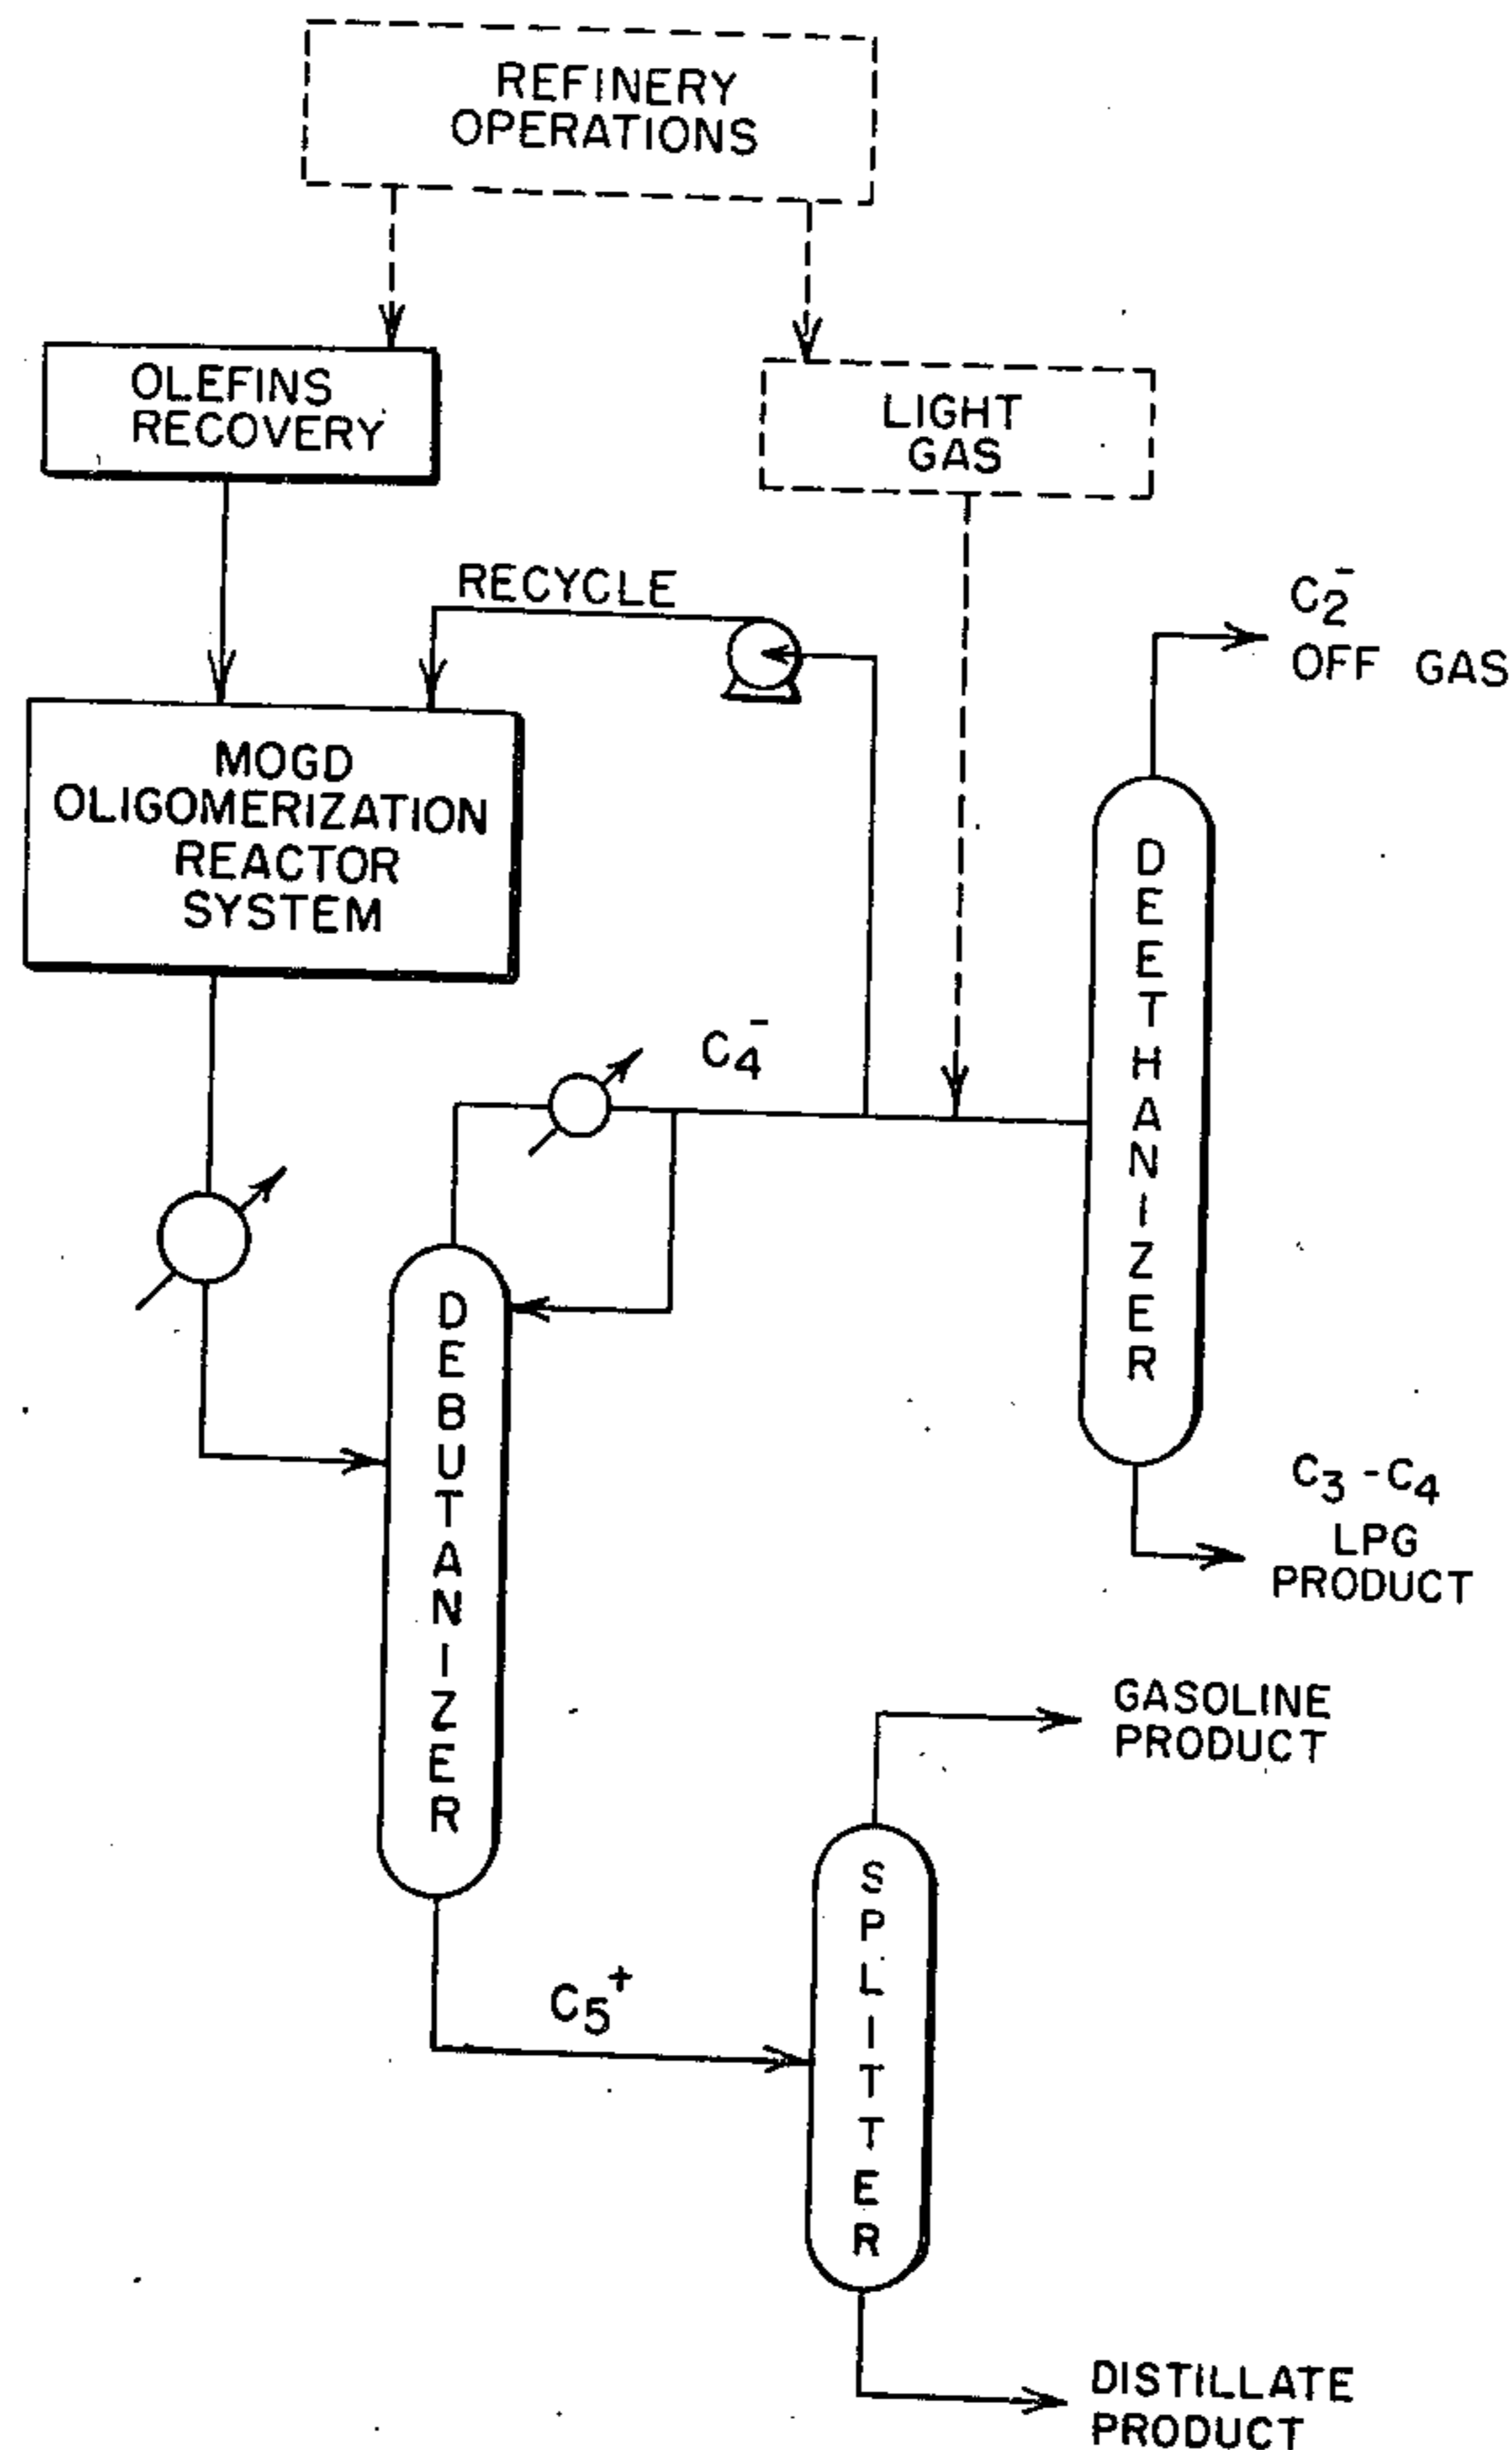 REFINERY
OPERATIONS
OLEFINS
RECOVERY
LIGHT
GAS
RECYCLE
C₂⁻
OFF GAS
MOGD
OLIGOMERIZATION
REACTOR
SYSTEM
DEETHANIZER
C₄⁻
DEBUTANIZER
C₃-C₄
LPG
PRODUCT
GASOLINE
PRODUCT
SPLITTER
C₅⁺
DISTILLATE
PRODUCT